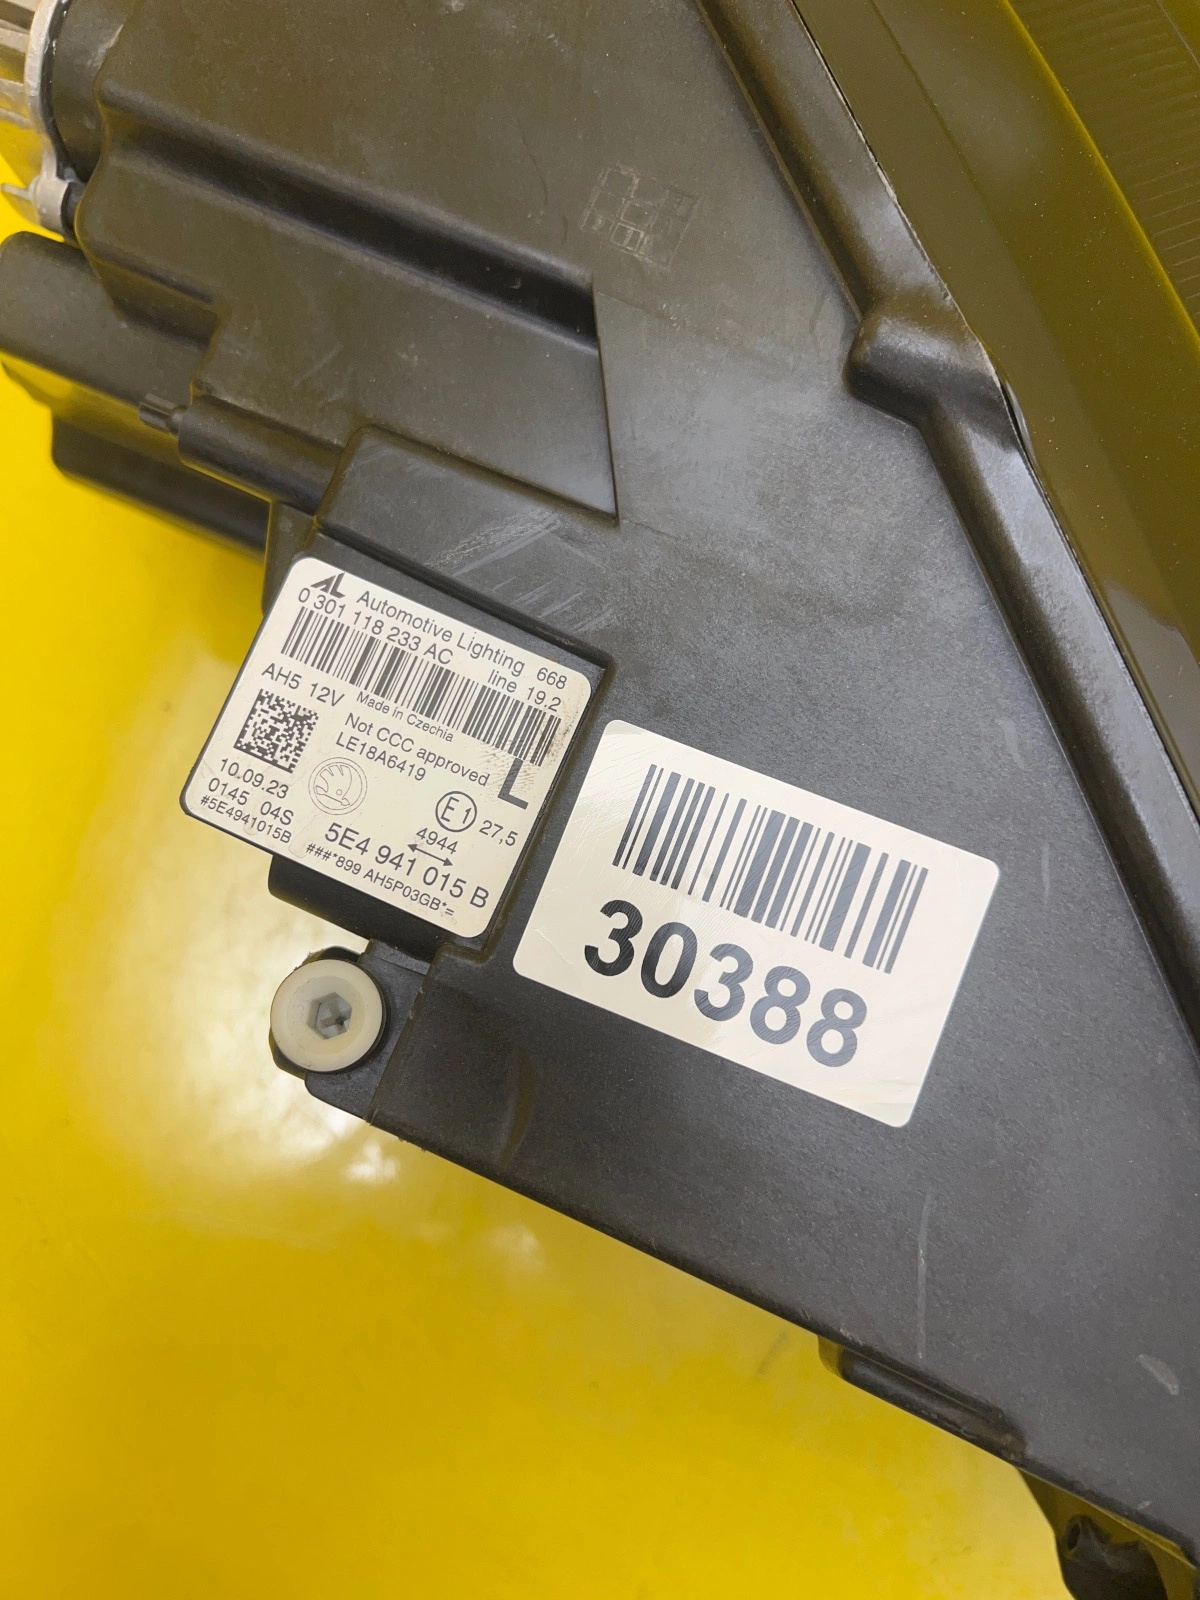 AL Automotive Lighting 668
0 301 118 233 AC line 19.2
AH5 12V Made in Czechia
Not CCC approved L
LE18A6419
10.09.23
0145 04S
#5E4941015B
E1 27,5
4944
5E4 941 015 B
###*899 AH5P03GB*=
30388